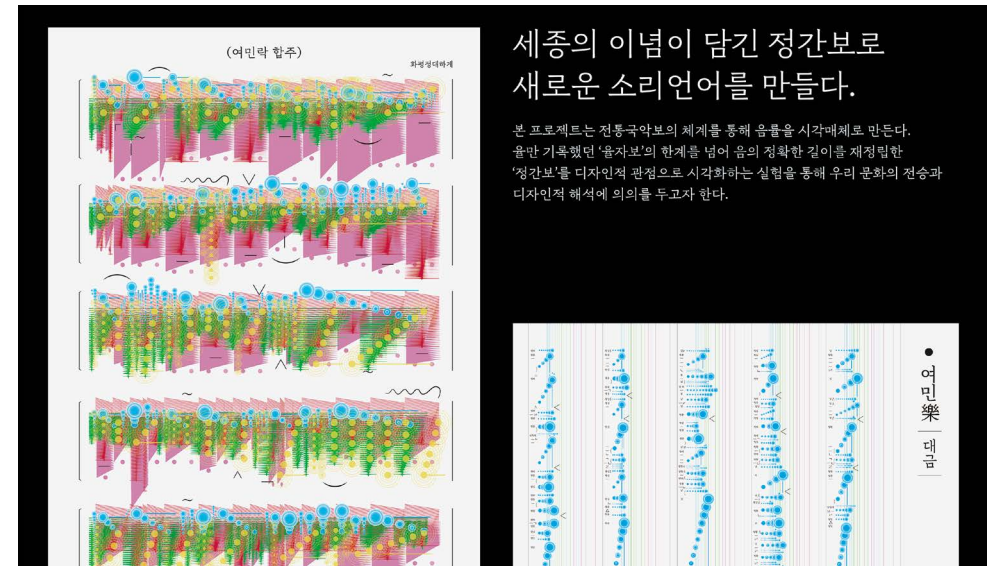 (여민락 합주)
화평정대하게
세종의 이념이 담긴 정간보로
새로운 소리언어를 만들다.
본 프로젝트는 전통국악보의 체계를 통해 음률을 시각매체로 만든다.
율만 기록했던 ‘율자보’의 한계를 넘어 음의 정확한 길이를 재정립한
‘정간보’를 디자인적 관점으로 시각화하는 실험을 통해 우리 문화의 전승과
디자인적 해석에 의의를 두고자 한다.
여민樂
대금